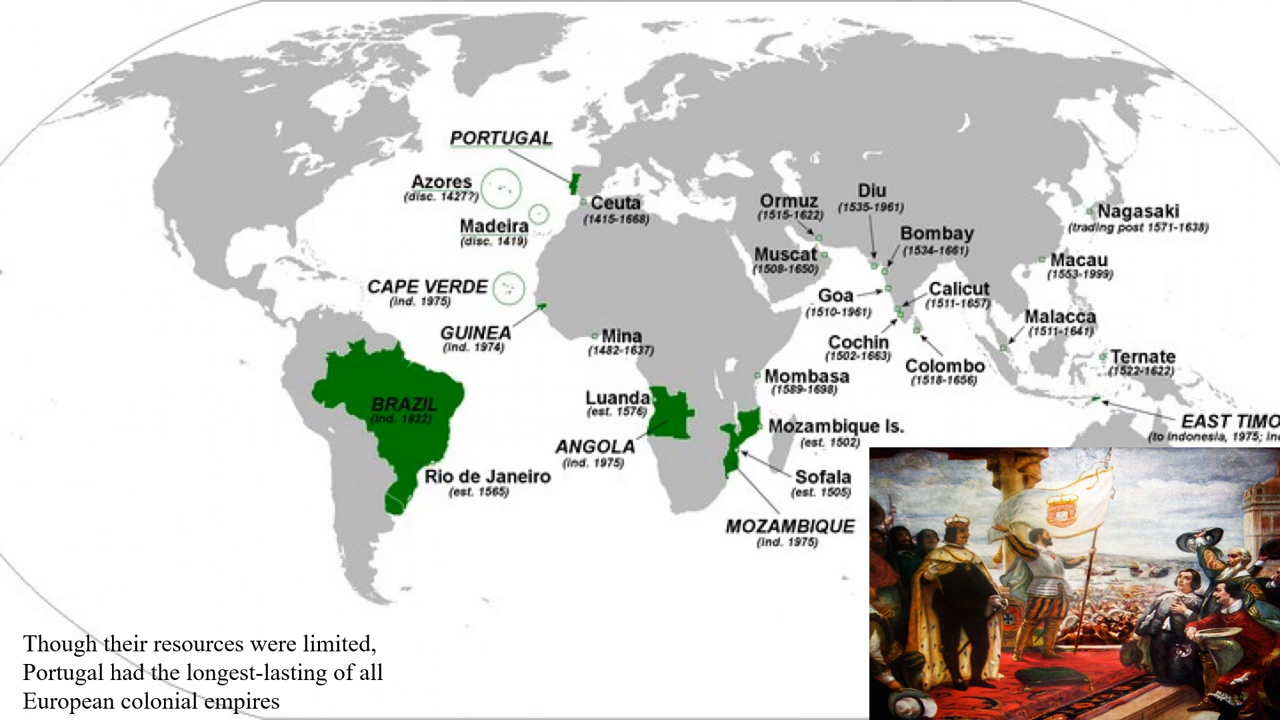 PORTUGAL
Azores
(disc. 1427?)
Madeira
(disc. 1419)
Ceuta
(1415-1668)
CAPE VERDE
(ind. 1975)
GUINEA
(ind. 1974)
Mina
(1482-1637)
BRAZIL
(ind. 1822)
Rio de Janeiro
(est. 1565)
Luanda
(est. 1576)
ANGOLA
(ind. 1975)
Mombasa
(1589-1698)
Mozambique Is.
(est. 1502)
Sofala
(est. 1505)
MOZAMBIQUE
(ind. 1975)
Ormuz
(1515-1622)
Muscat
(1508-1650)
Diu
(1535-1961)
Bombay
(1534-1661)
Goa
(1510-1961)
Calicut
(1511-1657)
Cochin
(1502-1663)
Colombo
(1518-1656)
Nagasaki
(trading post 1571-1638)
Macau
(1553-1999)
Malacca
(1511-1641)
Ternate
(1522-1622)
EAST TIMO
(to Indonesia, 1975; in
Though their resources were limited,
Portugal had the longest-lasting of all
European colonial empires